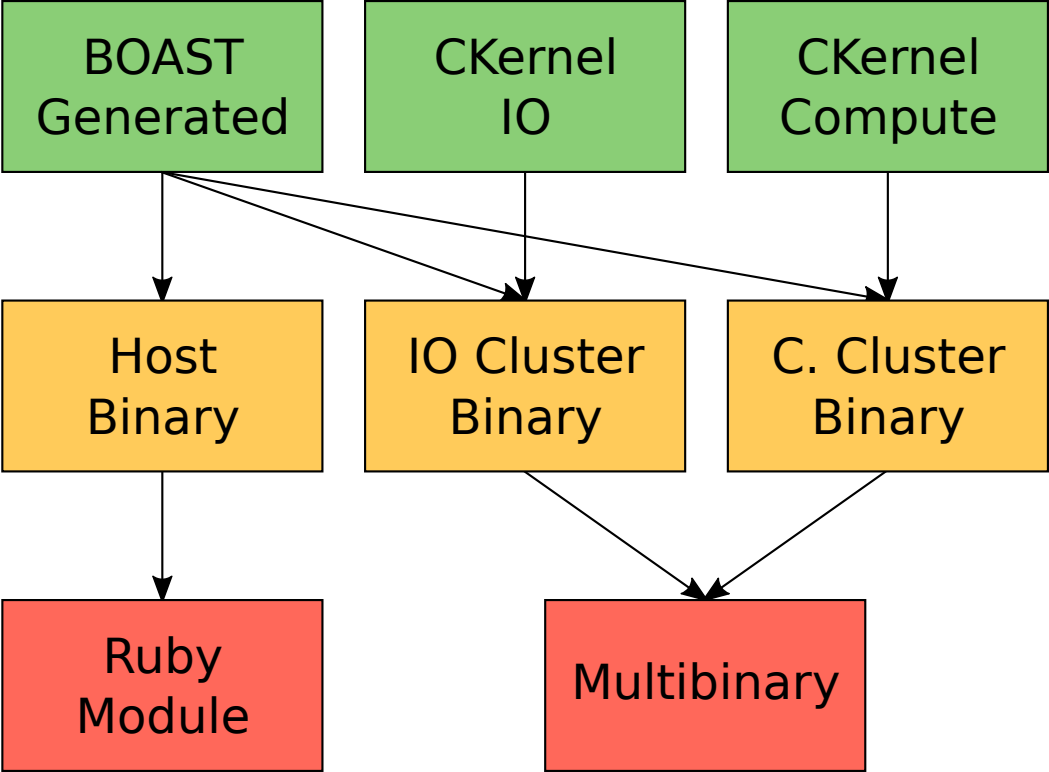 BOAST
Generated
CKernel
IO
CKernel
Compute
Host
Binary
IO Cluster
Binary
C. Cluster
Binary
Ruby
Module
Multibinary